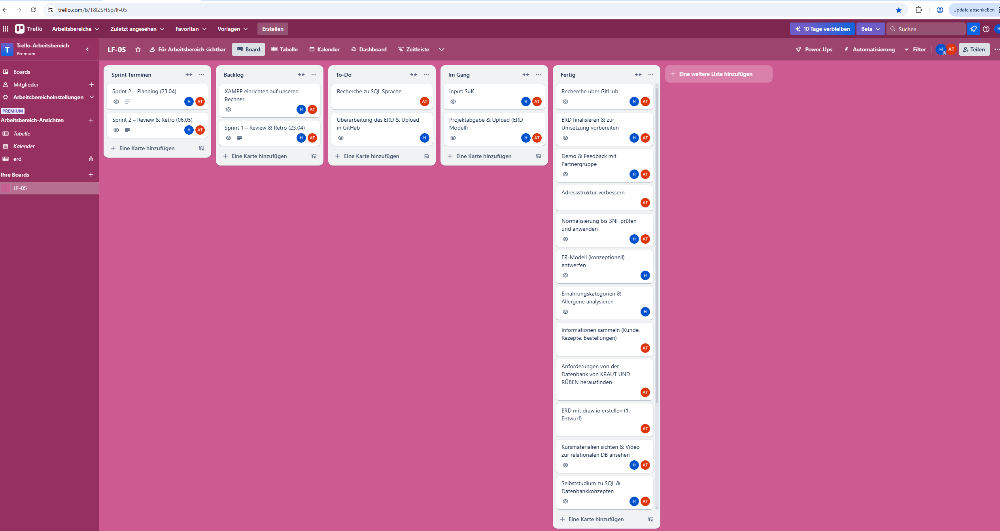 trello.com/b/T8lZSH5p/lf-05
Update abschließen
Trello
Arbeitsbereiche
Zuletzt angesehen
Favoriten
Vorlagen
Erstellen
10 Tage verbleiben
Beta
Suchen
H
T
Trello-Arbeitsbereich
Premium
LF-05
Für Arbeitsbereich sichtbar
Board
Tabelle
Kalender
Dashboard
Zeitleiste
Power-Ups
Automatisierung
Filter
H AT
Teilen
Boards
Mitglieder
Arbeitsbereicheinstellungen
PREMIUM
Arbeitsbereich-Ansichten
Tabelle
Kalender
erd
Ihre Boards
LF-05
Sprint Terminen
Sprint 2 – Planning (23.04)
H AT
Sprint 2 – Review & Retro (06.05)
H AT
Eine Karte hinzufügen
Backlog
XAMPP einrichten auf unseren
Rechner
H AT
Sprint 1 – Review & Retro (23.04)
H AT
Eine Karte hinzufügen
To-Do
Recherche zu SQL Sprache
AT
Überarbeitung des ERD & Upload
in GitHab
H
Eine Karte hinzufügen
Im Gang
input: SuK
H AT
Projektabgabe & Upload (ERD
Modell)
H AT
Eine Karte hinzufügen
Fertig
Recherche über GitHub
H AT
ERD finalisieren & zur
Umsetzung vorbereiten
H AT
Demo & Feedback mit
Partnergruppe
H AT
Adressstruktur verbessern
AT
Normalisierung bis 3NF prüfen
und anwenden
H AT
ER-Modell (konzeptionell)
entwerfen
H
Ernährungskategorien &
Allergene analysieren
H
Informationen sammeln (Kunde,
Rezepte, Bestellungen)
AT
Anforderungen von der
Datenbank von KRAUT UND
RÜBEN herausfinden
AT
ERD mit draw.io erstellen (1.
Entwurf)
AT
Kursmaterialien sichten & Video
zur relationalen DB ansehen
H AT
Selbststudium zu SQL &
Datenbankkonzepten
H AT
Eine Karte hinzufügen
Eine weitere Liste hinzufügen